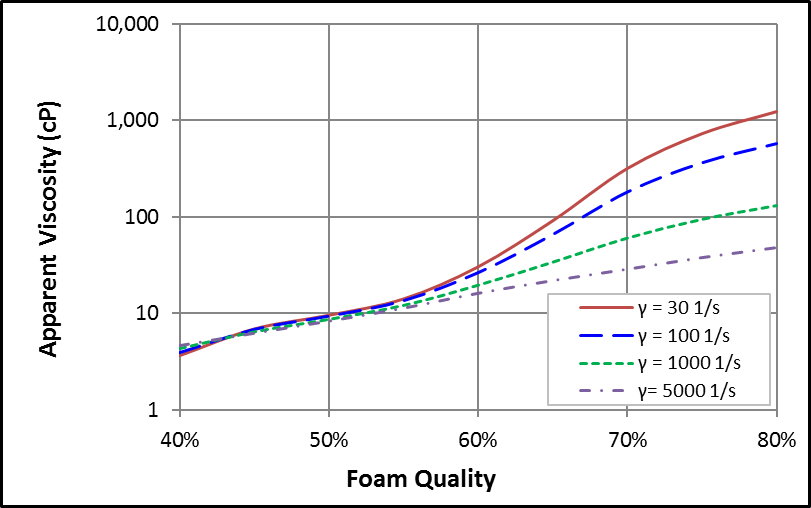 10,000
1,000
100
10
1
Apparent Viscosity (cP)
γ = 30 1/s
γ = 100 1/s
γ = 1000 1/s
γ= 5000 1/s
40% 50% 60% 70% 80%
Foam Quality